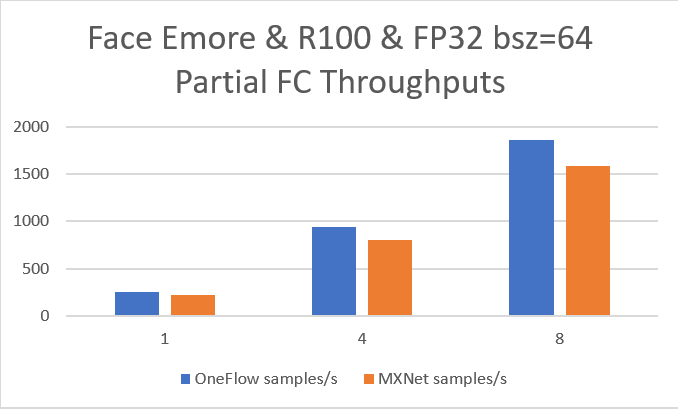 Face Emore & R100 & FP32 bsz=64
Partial FC Throughputs
2000
1500
1000
500
0
1 4 8
OneFlow samples/s MXNet samples/s